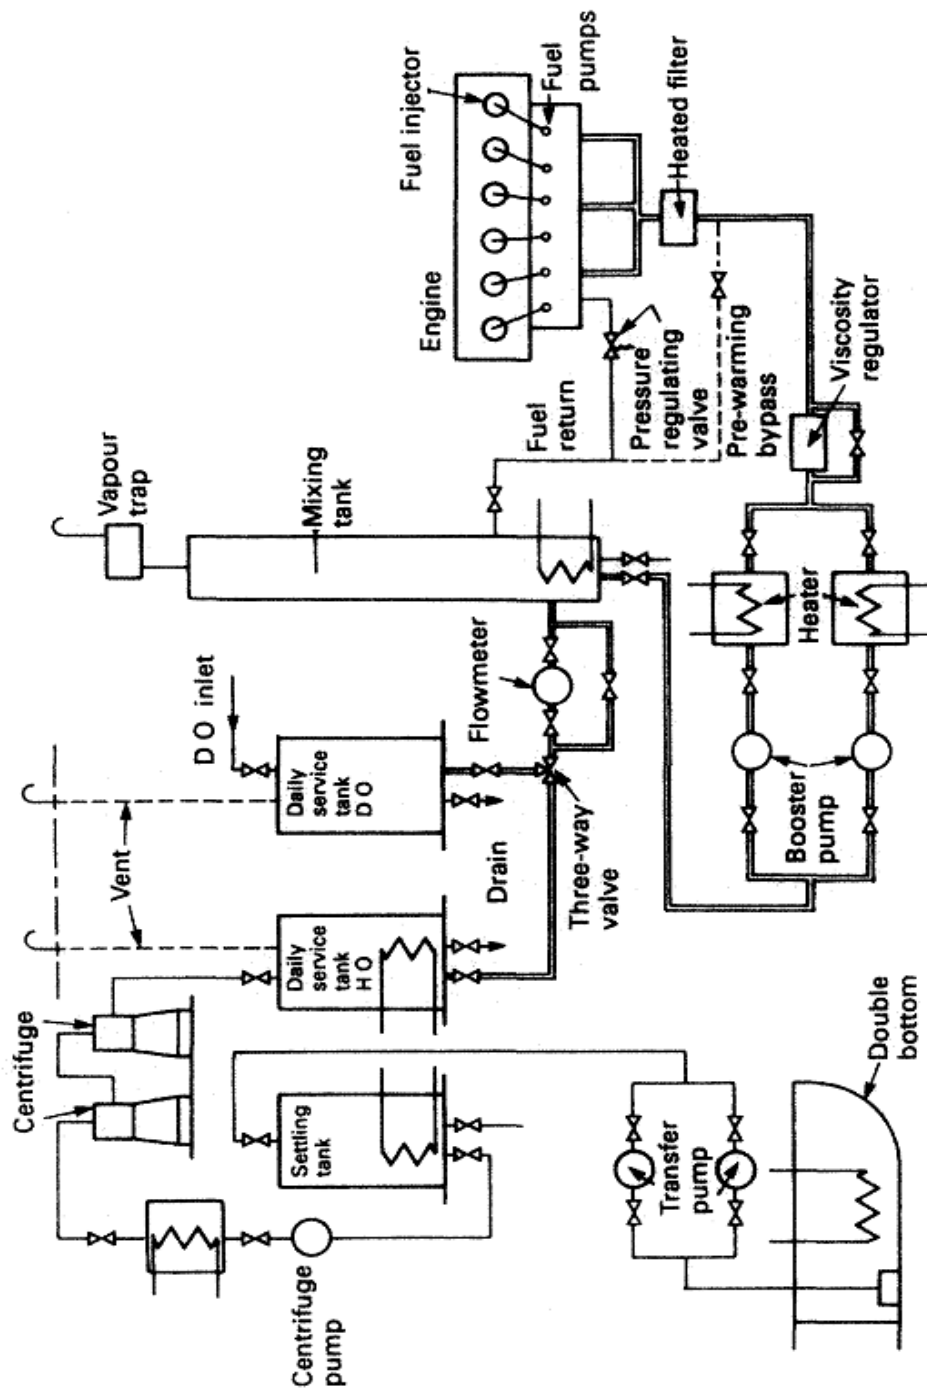 Centrifuge
Vent
D O inlet
Vapour
trap
Centrifuge
pump
Settling
tank
Daily
service
tank
H O
Daily
service
tank
D O
Mixing
tank
Drain
Flowmeter
Three-way
valve
Fuel
return
Engine
Fuel injector
Fuel
pumps
Pressure
regulating
valve
Pre-warming
bypass
Heated filter
Transfer
pump
Double
bottom
Booster
pump
Heater
Viscosity
regulator